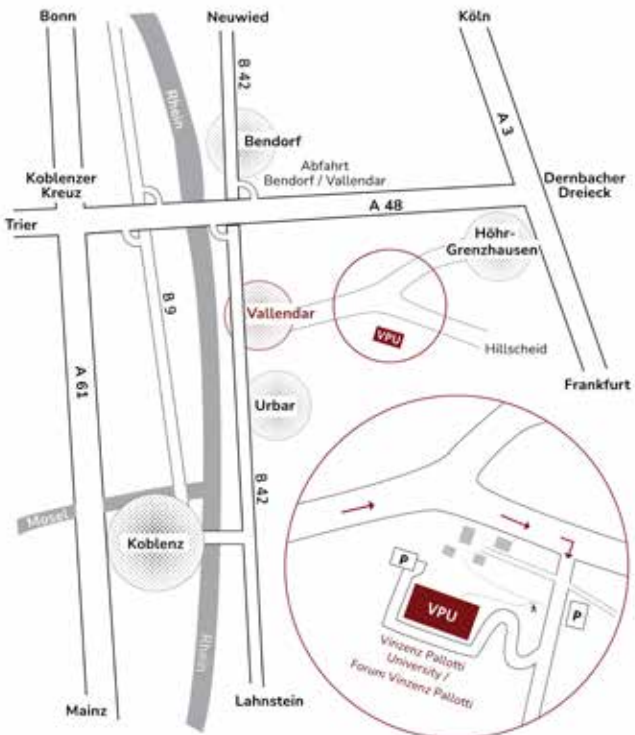 Bonn
Neuwied
Köln
Rhein
B 42
A 3
Bendorf
Abfahrt
Bendorf / Vallendar
Koblenzer
Kreuz
Dernbacher
Dreieck
Trier
A 48
Höhr-
Grenzhausen
B 9
Vallendar
VPU
Hillscheid
A 61
Frankfurt
Urbar
B 42
Mosel
Koblenz
P
VPU
P
Vinzenz Pallotti
University /
Forum Vinzenz Pallotti
Rhein
Lahnstein
Mainz